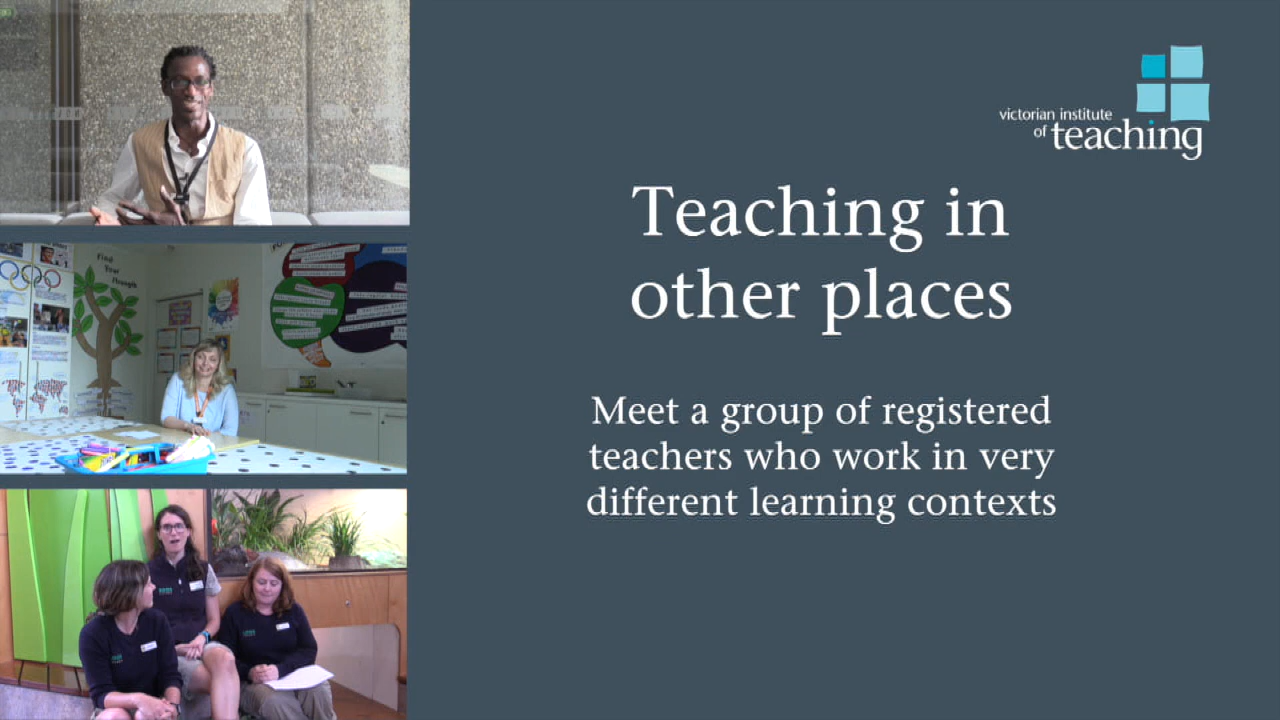 victorian institute
of teaching
Teaching in
other places
Meet a group of registered
teachers who work in very
different learning contexts
Find
Your
Strength